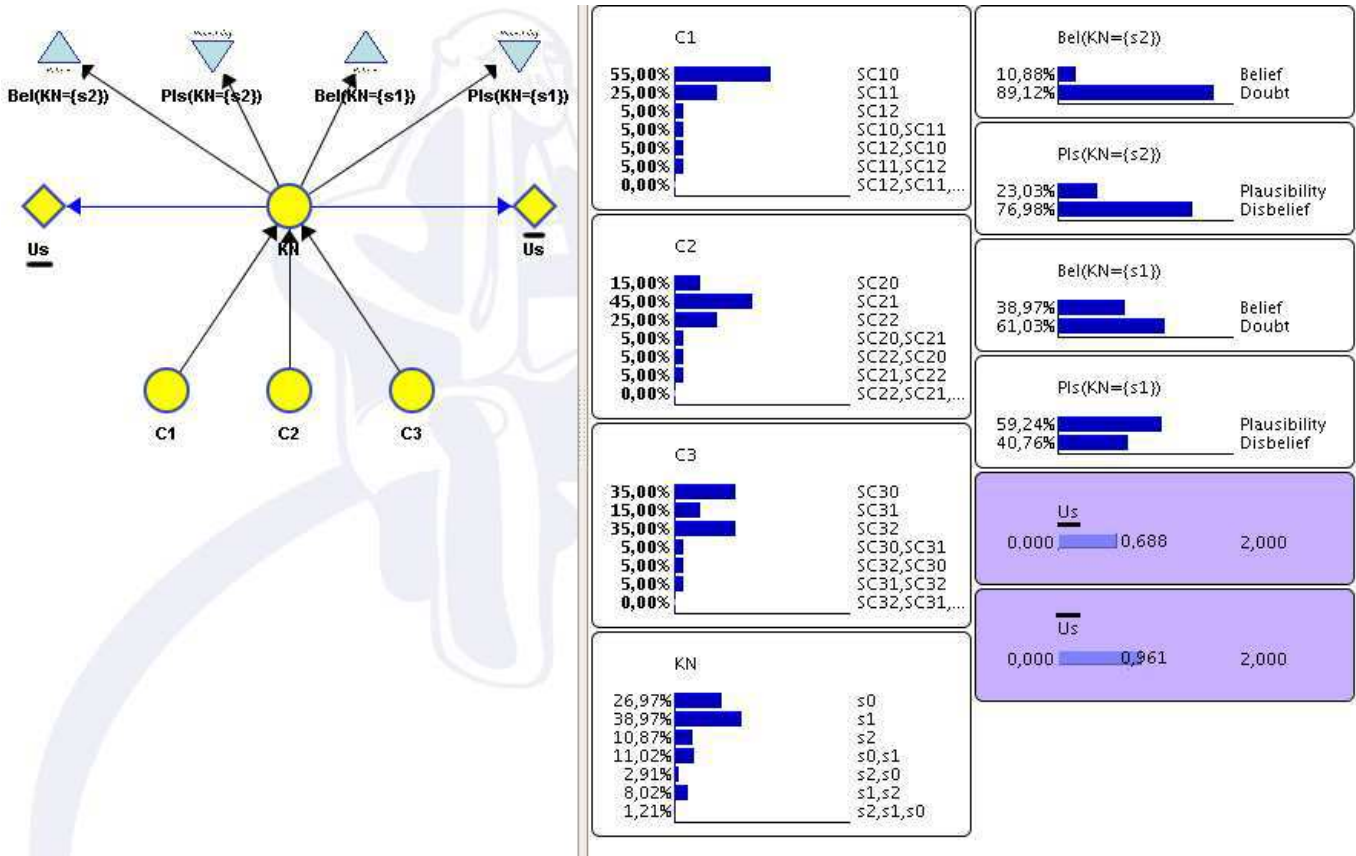 Bel(KN={s2})
Pls(KN={s2})
Bel(KN={s1})
Pls(KN={s1})
Us
KN
Us
C1
C2
C3
C1
55,00% SC10
25,00% SC11
5,00% SC12
5,00% SC10,SC11
5,00% SC12,SC10
5,00% SC11,SC12
0,00% SC12,SC11,...
C2
15,00% SC20
45,00% SC21
25,00% SC22
5,00% SC20,SC21
5,00% SC22,SC20
5,00% SC21,SC22
0,00% SC22,SC21,...
C3
35,00% SC30
15,00% SC31
35,00% SC32
5,00% SC30,SC31
5,00% SC32,SC30
5,00% SC31,SC32
0,00% SC32,SC31,...
KN
26,97% s0
38,97% s1
10,87% s2
11,02% s0,s1
2,91% s2,s0
8,02% s1,s2
1,21% s2,s1,s0
Bel(KN={s2})
10,88% Belief
89,12% Doubt
Pls(KN={s2})
23,03% Plausibility
76,98% Disbelief
Bel(KN={s1})
38,97% Belief
61,03% Doubt
Pls(KN={s1})
59,24% Plausibility
40,76% Disbelief
Us
0,000 0,688 2,000
Us
0,000 0,961 2,000